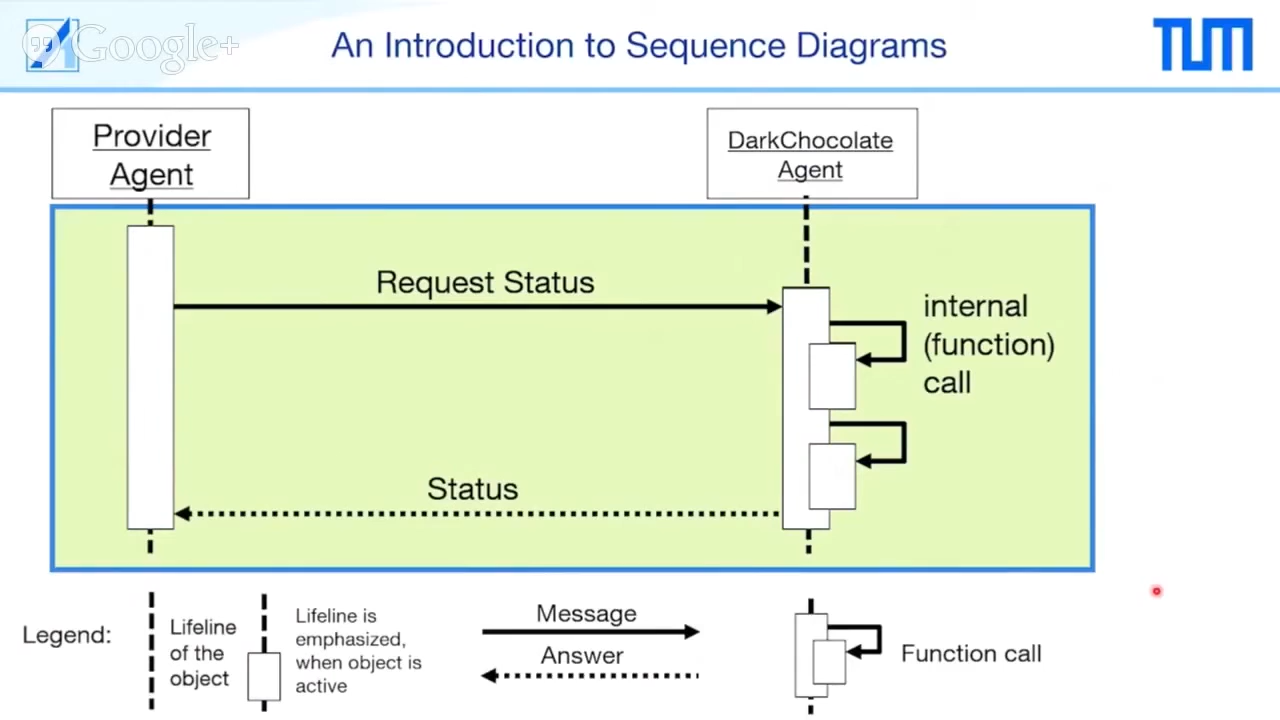 Google+
An Introduction to Sequence Diagrams
TUM
Provider
Agent
DarkChocolate
Agent
Request Status
internal
(function)
call
Status
Legend:
Lifeline
of the
object
Lifeline is
emphasized,
when object is
active
Message
Answer
Function call